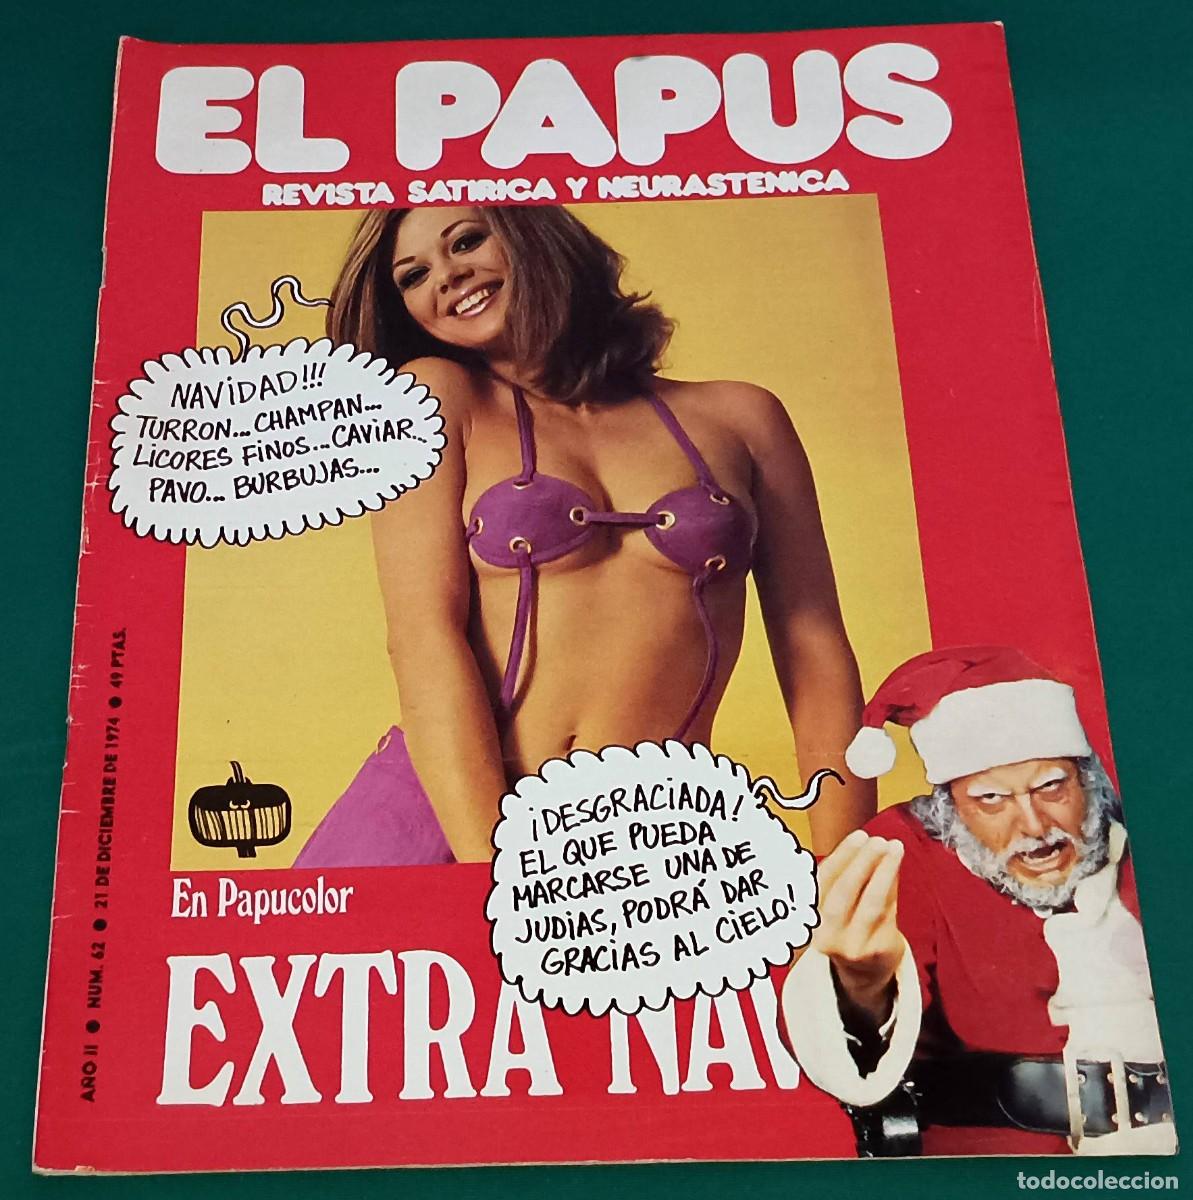 EL PAPUS
REVISTA SATIRICA Y NEURASTENICA
NAVIDAD!!!
TURRON... CHAMPAN...
LICORES FINOS... CAVIAR...
PAVO... BURBUJAS...
¡DESGRACIADA!
EL QUE PUEDA
MARCARSE UNA DE
JUDIAS, PODRÁ DAR
GRACIAS AL CIELO!
En Papucolor
EXTRA NAV
AÑO II ● NUM. 62 ● 21 DE DICIEMBRE DE 1974 ● 49 PTAS.
todocoleccion